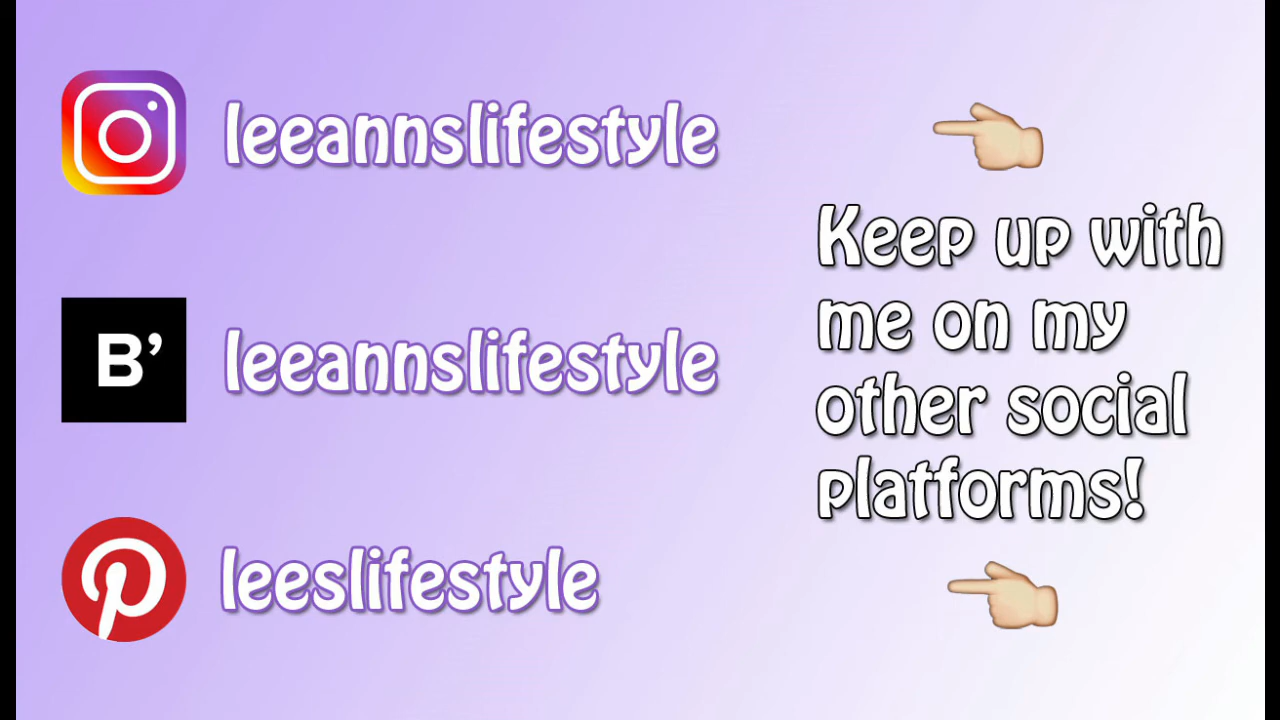 leeannslifestyle
B’ leeannslifestyle
leeslifestyle
Keep up with
me on my
other social
platforms!